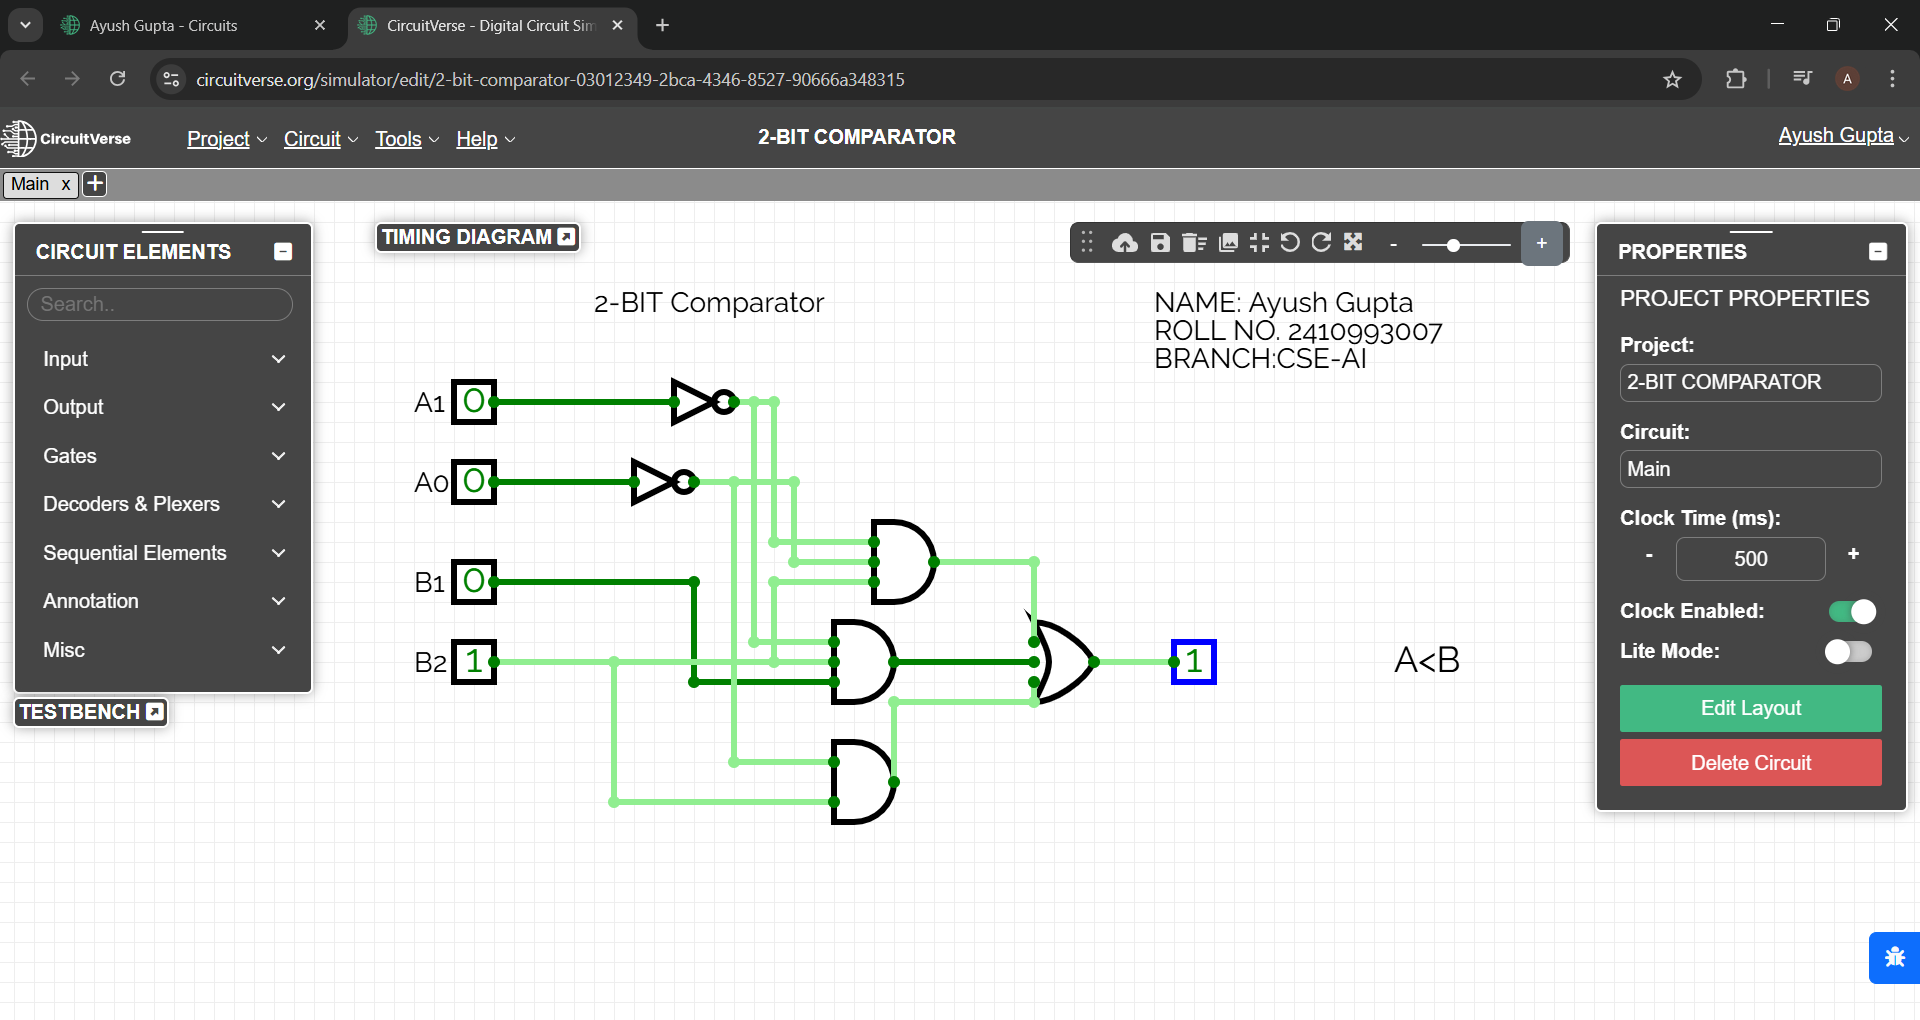 Ayush Gupta - Circuits
CircuitVerse - Digital Circuit Sim
circuitverse.org/simulator/edit/2-bit-comparator-03012349-2bca-4346-8527-90666a348315
A
CircuitVerse
Project
Circuit
Tools
Help
2-BIT COMPARATOR
Ayush Gupta
Main x +
CIRCUIT ELEMENTS
Search..
Input
Output
Gates
Decoders & Plexers
Sequential Elements
Annotation
Misc
TESTBENCH
TIMING DIAGRAM
- +
2-BIT Comparator
NAME: Ayush Gupta
ROLL NO. 2410993007
BRANCH:CSE-AI
A1 0
A0 0
B1 0
B2 1
1
A<B
PROPERTIES
PROJECT PROPERTIES
Project:
2-BIT COMPARATOR
Circuit:
Main
Clock Time (ms):
- 500 +
Clock Enabled:
Lite Mode:
Edit Layout
Delete Circuit